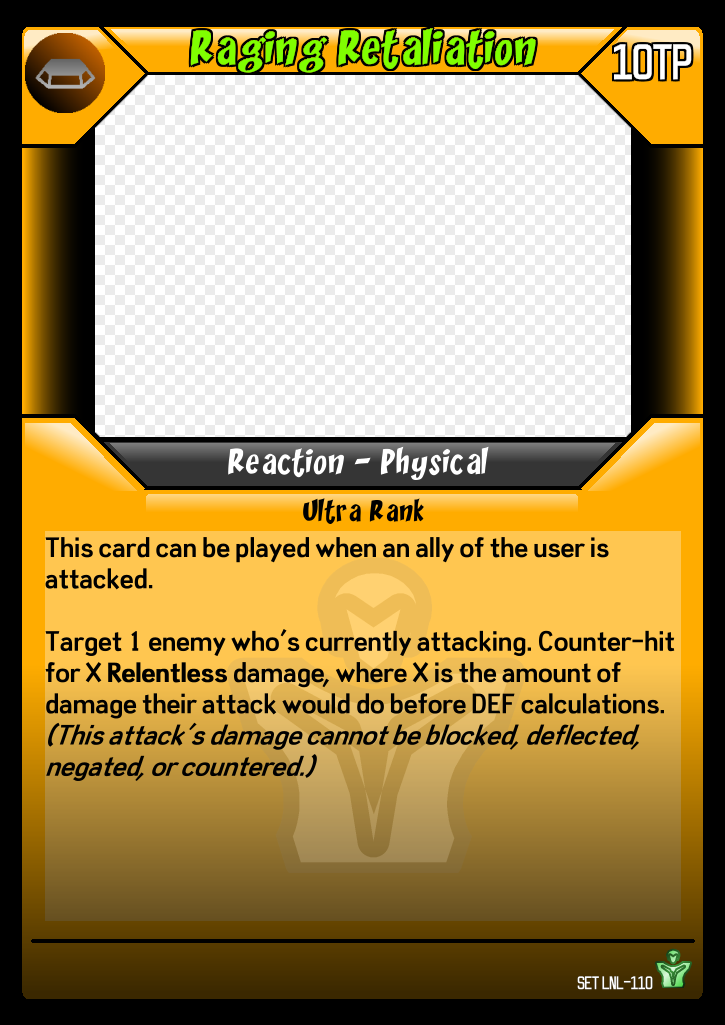 Raging Retaliation
10TP
Reaction - Physical
Ultra Rank
This card can be played when an ally of the user is
attacked.
Target 1 enemy who's currently attacking. Counter-hit
for X Relentless damage, where X is the amount of
damage their attack would do before DEF calculations.
(This attack's damage cannot be blocked, deflected,
negated, or countered.)
SET LNL-110